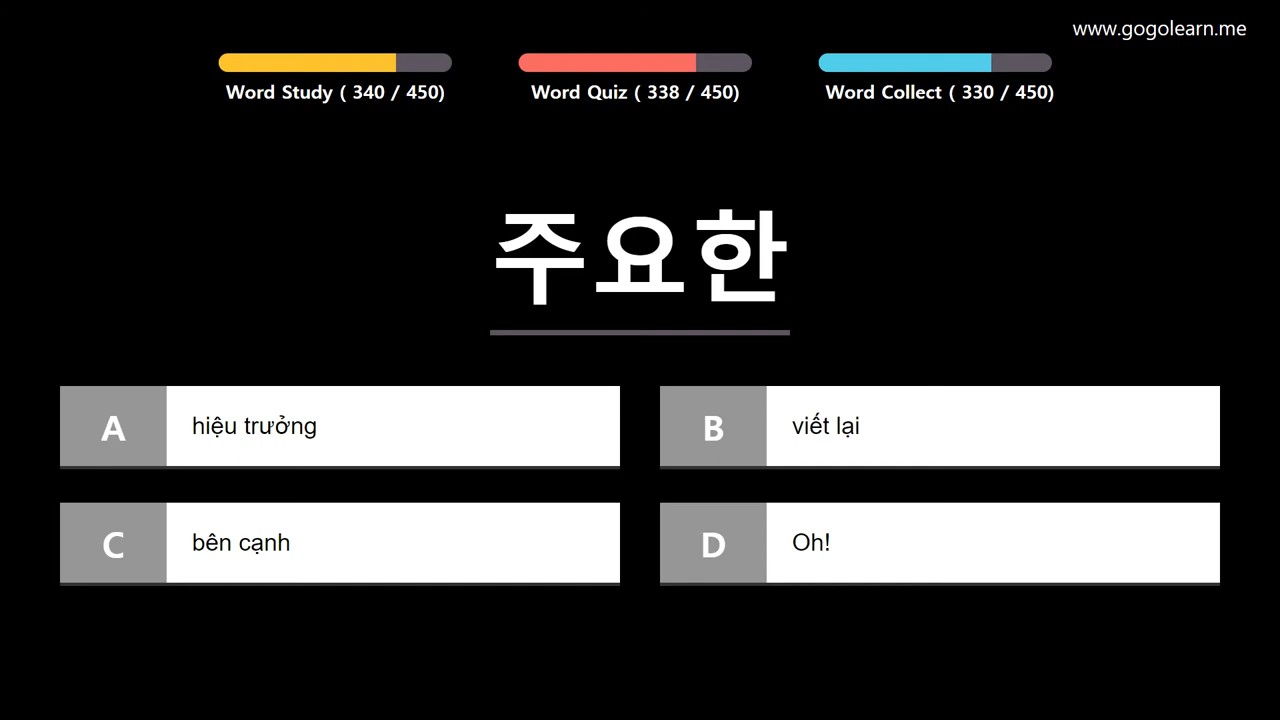 www.gogolearn.me
Word Study ( 340 / 450)
Word Quiz ( 338 / 450)
Word Collect ( 330 / 450)
주요한
A hiệu trưởng
B viết lại
C bên cạnh
D Oh!